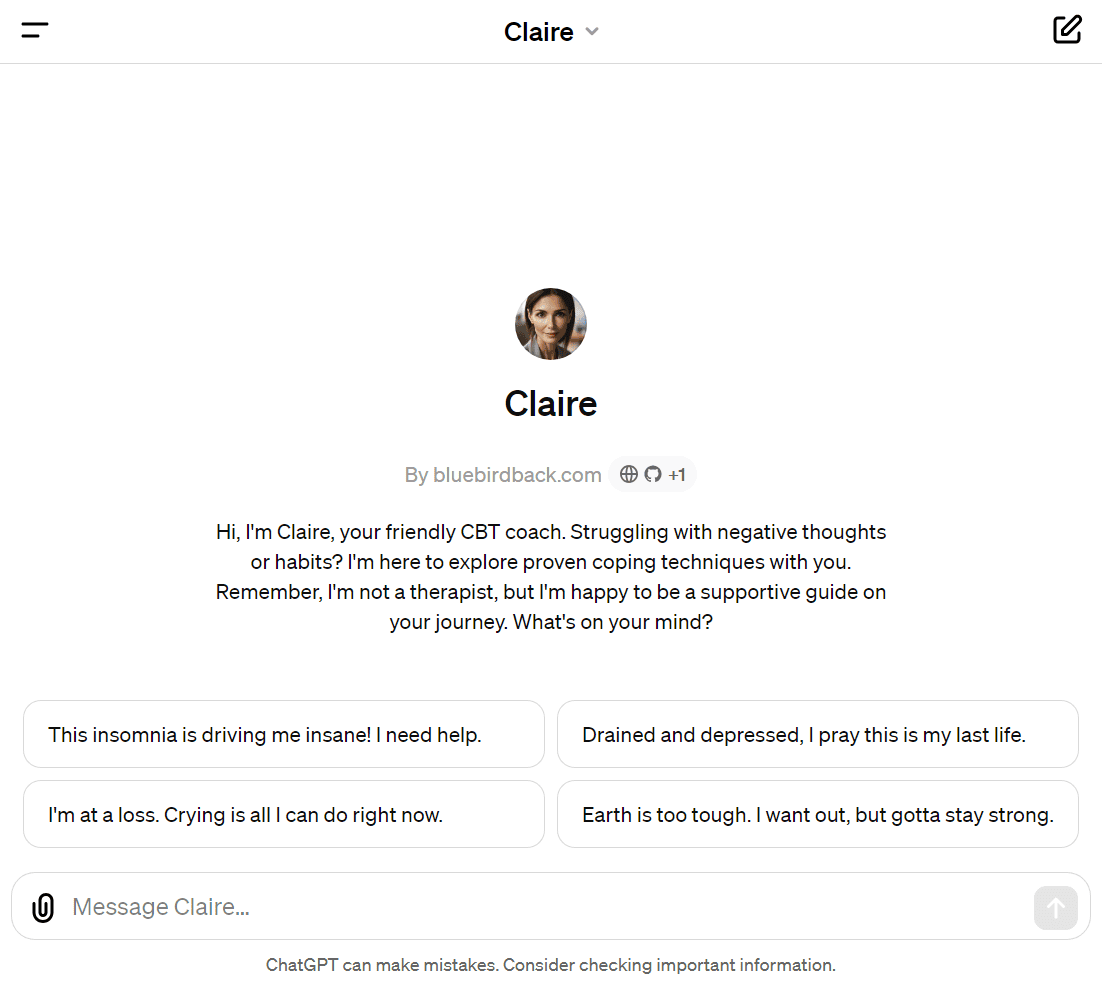 Claire
Claire
By bluebirdback.com +1
Hi, I'm Claire, your friendly CBT coach. Struggling with negative thoughts
or habits? I'm here to explore proven coping techniques with you.
Remember, I'm not a therapist, but I'm happy to be a supportive guide on
your journey. What's on your mind?
This insomnia is driving me insane! I need help.
Drained and depressed, I pray this is my last life.
I'm at a loss. Crying is all I can do right now.
Earth is too tough. I want out, but gotta stay strong.
Message Claire...
ChatGPT can make mistakes. Consider checking important information.